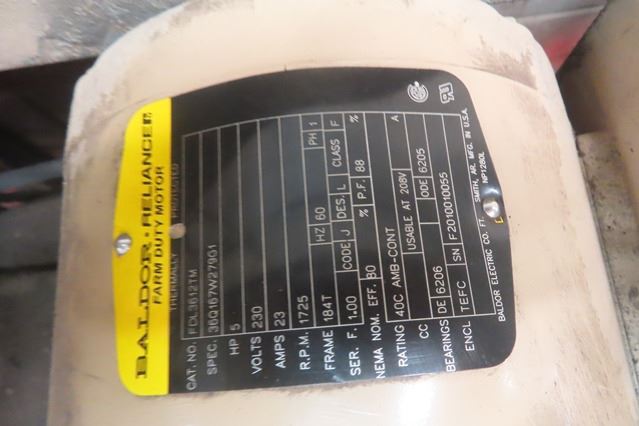 BALDOR • RELIANCER
FARM DUTY MOTOR
THERMALLY PROTECTED
CAT. NO. FDL3612TM
SPEC. 36Q167W279G1
HP 5
VOLTS 230
AMPS 23
R.P.M. 1725 PH 1
FRAME 184T HZ 60 CLASS F
SER. F. 1.00 CODE J DES. L
NEMA NOM. EFF. 80 % P.F. 88 %
RATING 40C AMB-CONT
CC USABLE AT 208V A
BEARINGS DE 6206 ODE 6205
ENCL TEFC SN F2010010055
BALDOR ELECTRIC CO. FT. SMITH, AR. MFG. IN U.S.A.
NP1280L